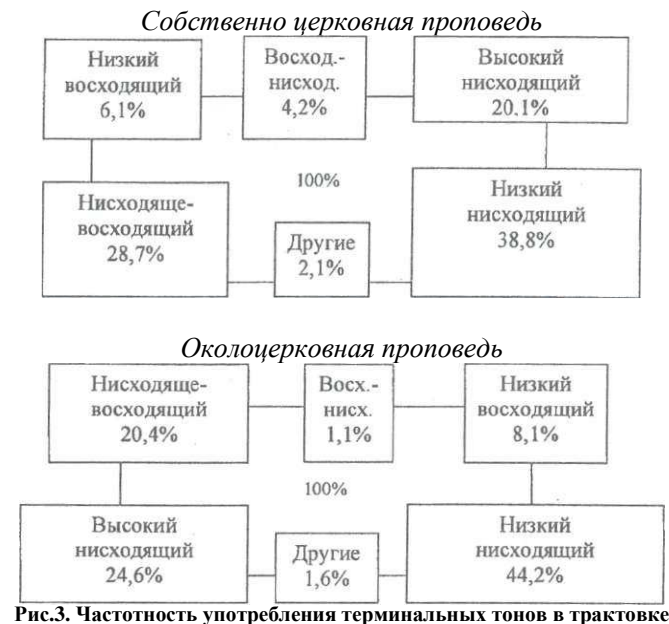 Собственно церковная проповедь
Низкий
восходящий
6,1%
Восход.-
нисход.
4,2%
Высокий
нисходящий
20.1%
100%
Нисходяще-
восходящий
28,7%
Другие
2,1%
Низкий
нисходящий
38,8%
Околоцерковная проповедь
Нисходяще-
восходящий
20,4%
Восх.-
нисх.
1,1%
Низкий
восходящий
8,1%
100%
Высокий
нисходящий
24,6%
Другие
1,6%
Низкий
нисходящий
44,2%
Рис.3. Частотность употребления терминальных тонов в трактовке